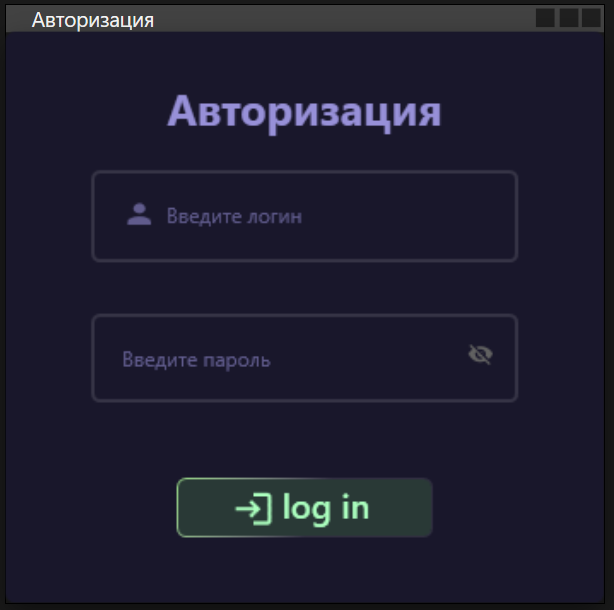 Авторизация
Авторизация
Введите логин
Введите пароль
log in